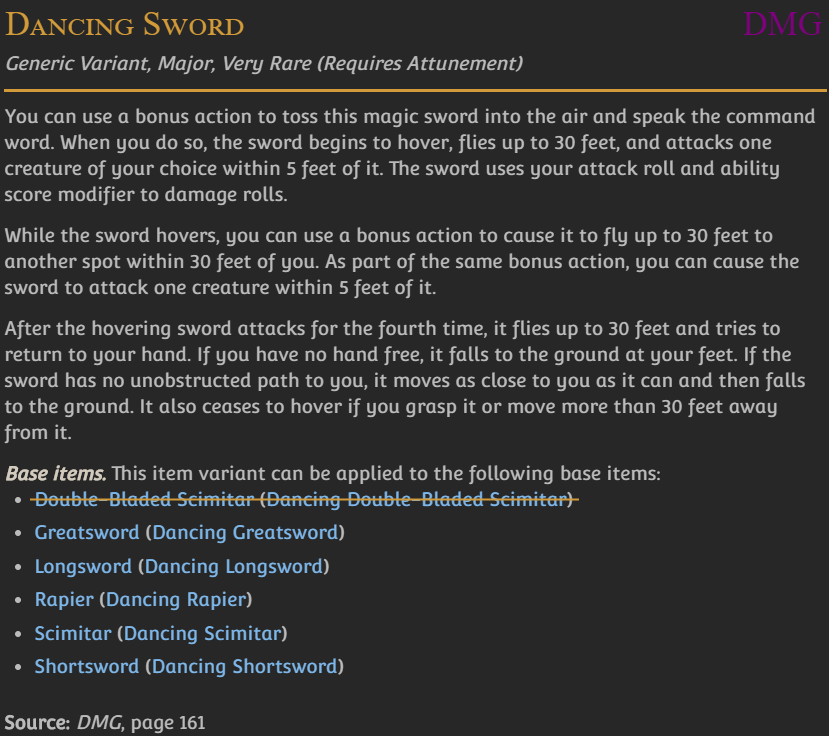 Dancing Sword DMG
Generic Variant, Major, Very Rare (Requires Attunement)
You can use a bonus action to toss this magic sword into the air and speak the command
word. When you do so, the sword begins to hover, flies up to 30 feet, and attacks one
creature of your choice within 5 feet of it. The sword uses your attack roll and ability
score modifier to damage rolls.
While the sword hovers, you can use a bonus action to cause it to fly up to 30 feet to
another spot within 30 feet of you. As part of the same bonus action, you can cause the
sword to attack one creature within 5 feet of it.
After the hovering sword attacks for the fourth time, it flies up to 30 feet and tries to
return to your hand. If you have no hand free, it falls to the ground at your feet. If the
sword has no unobstructed path to you, it moves as close to you as it can and then falls
to the ground. It also ceases to hover if you grasp it or move more than 30 feet away
from it.
Base items. This item variant can be applied to the following base items:
• Double-Bladed Scimitar (Dancing Double-Bladed Scimitar)
• Greatsword (Dancing Greatsword)
• Longsword (Dancing Longsword)
• Rapier (Dancing Rapier)
• Scimitar (Dancing Scimitar)
• Shortsword (Dancing Shortsword)
Source: DMG, page 161